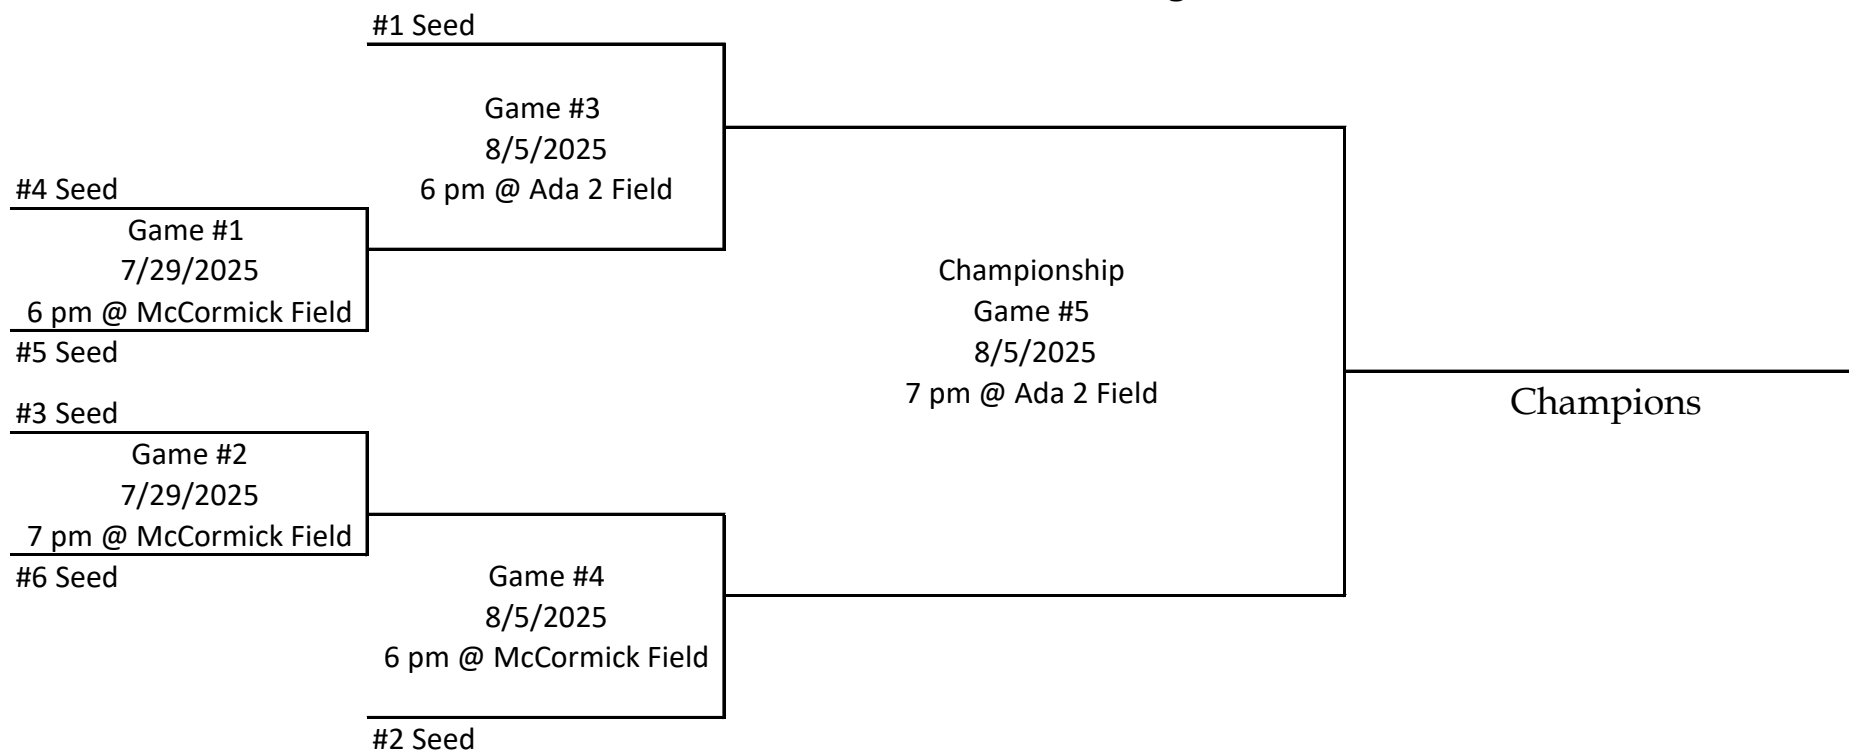 #1 Seed
Game #3
8/5/2025
6 pm @ Ada 2 Field
#4 Seed
Game #1
7/29/2025
6 pm @ McCormick Field
#5 Seed
Championship
Game #5
8/5/2025
7 pm @ Ada 2 Field
Champions
#3 Seed
Game #2
7/29/2025
7 pm @ McCormick Field
#6 Seed
Game #4
8/5/2025
6 pm @ McCormick Field
#2 Seed